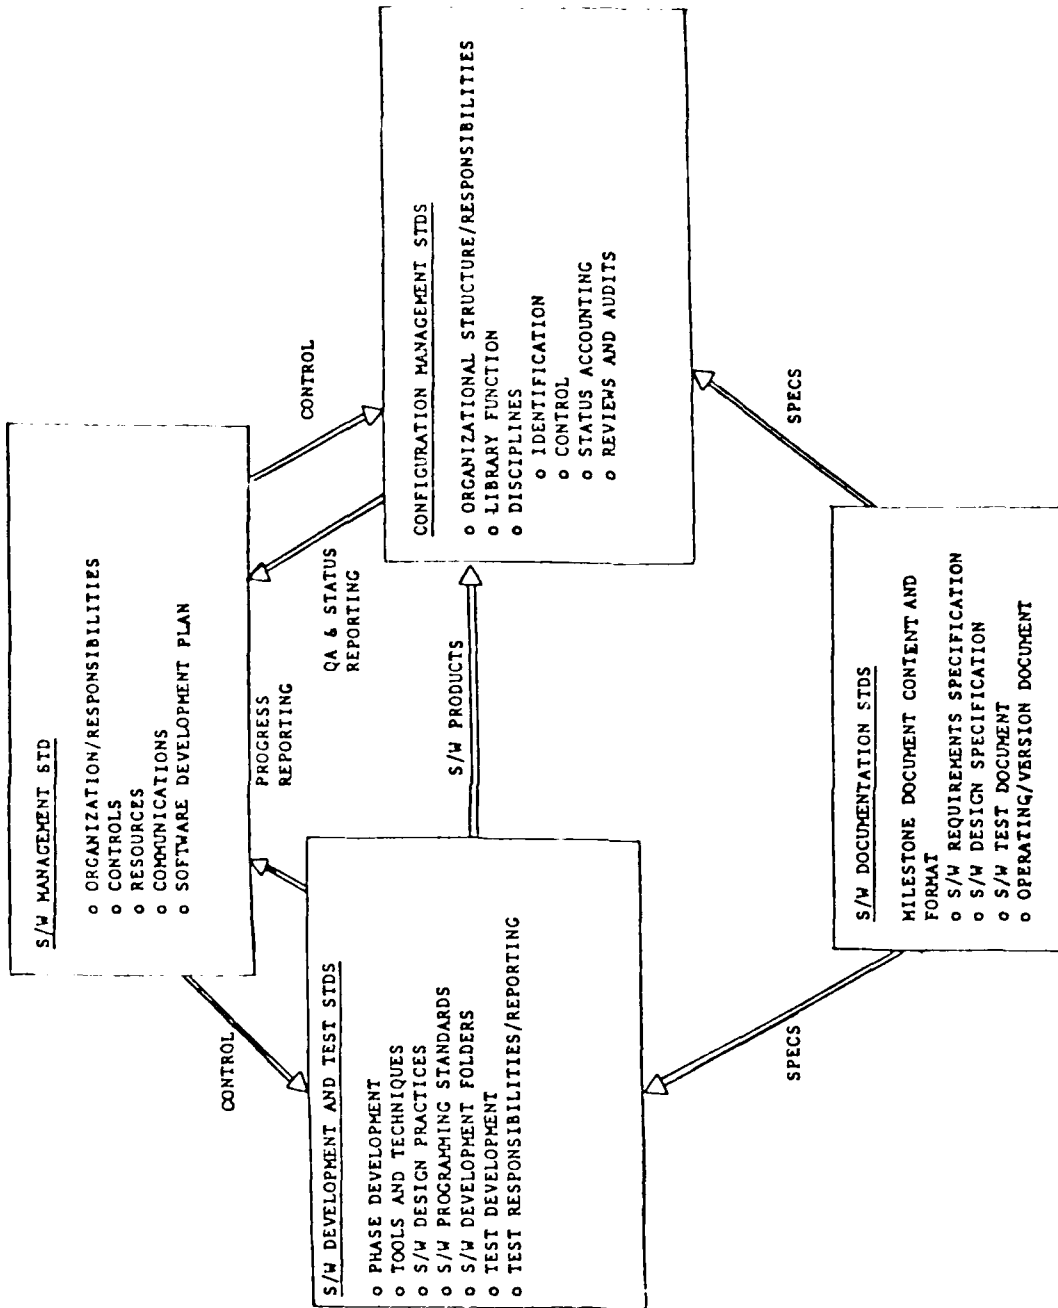 S/W MANAGEMENT STD
o ORGANIZATION/RESPONSIBILITIES
o CONTROLS
o RESOURCES
o COMMUNICATIONS
o SOFTWARE DEVELOPMENT PLAN
CONTROL
PROGRESS
REPORTING
QA & STATUS
REPORTING
CONTROL
S/W DEVELOPMENT AND TEST STDS
o PHASE DEVELOPMENT
o TOOLS AND TECHNIQUES
o S/W DESIGN PRACTICES
o S/W PROGRAMMING STANDARDS
o S/W DEVELOPMENT FOLDERS
o TEST DEVELOPMENT
o TEST RESPONSIBILITIES/REPORTING
S/W PRODUCTS
CONFIGURATION MANAGEMENT STDS
o ORGANIZATIONAL STRUCTURE/RESPONSIBILITIES
o LIBRARY FUNCTION
o DISCIPLINES
o IDENTIFICATION
o CONTROL
o STATUS ACCOUNTING
o REVIEWS AND AUDITS
SPECS
SPECS
S/W DOCUMENTATION STDS
MILESTONE DOCUMENT CONTENT AND
FORMAT
o S/W REQUIREMENTS SPECIFICATION
o S/W DESIGN SPECIFICATION
o S/W TEST DOCUMENT
o OPERATING/VERSION DOCUMENT